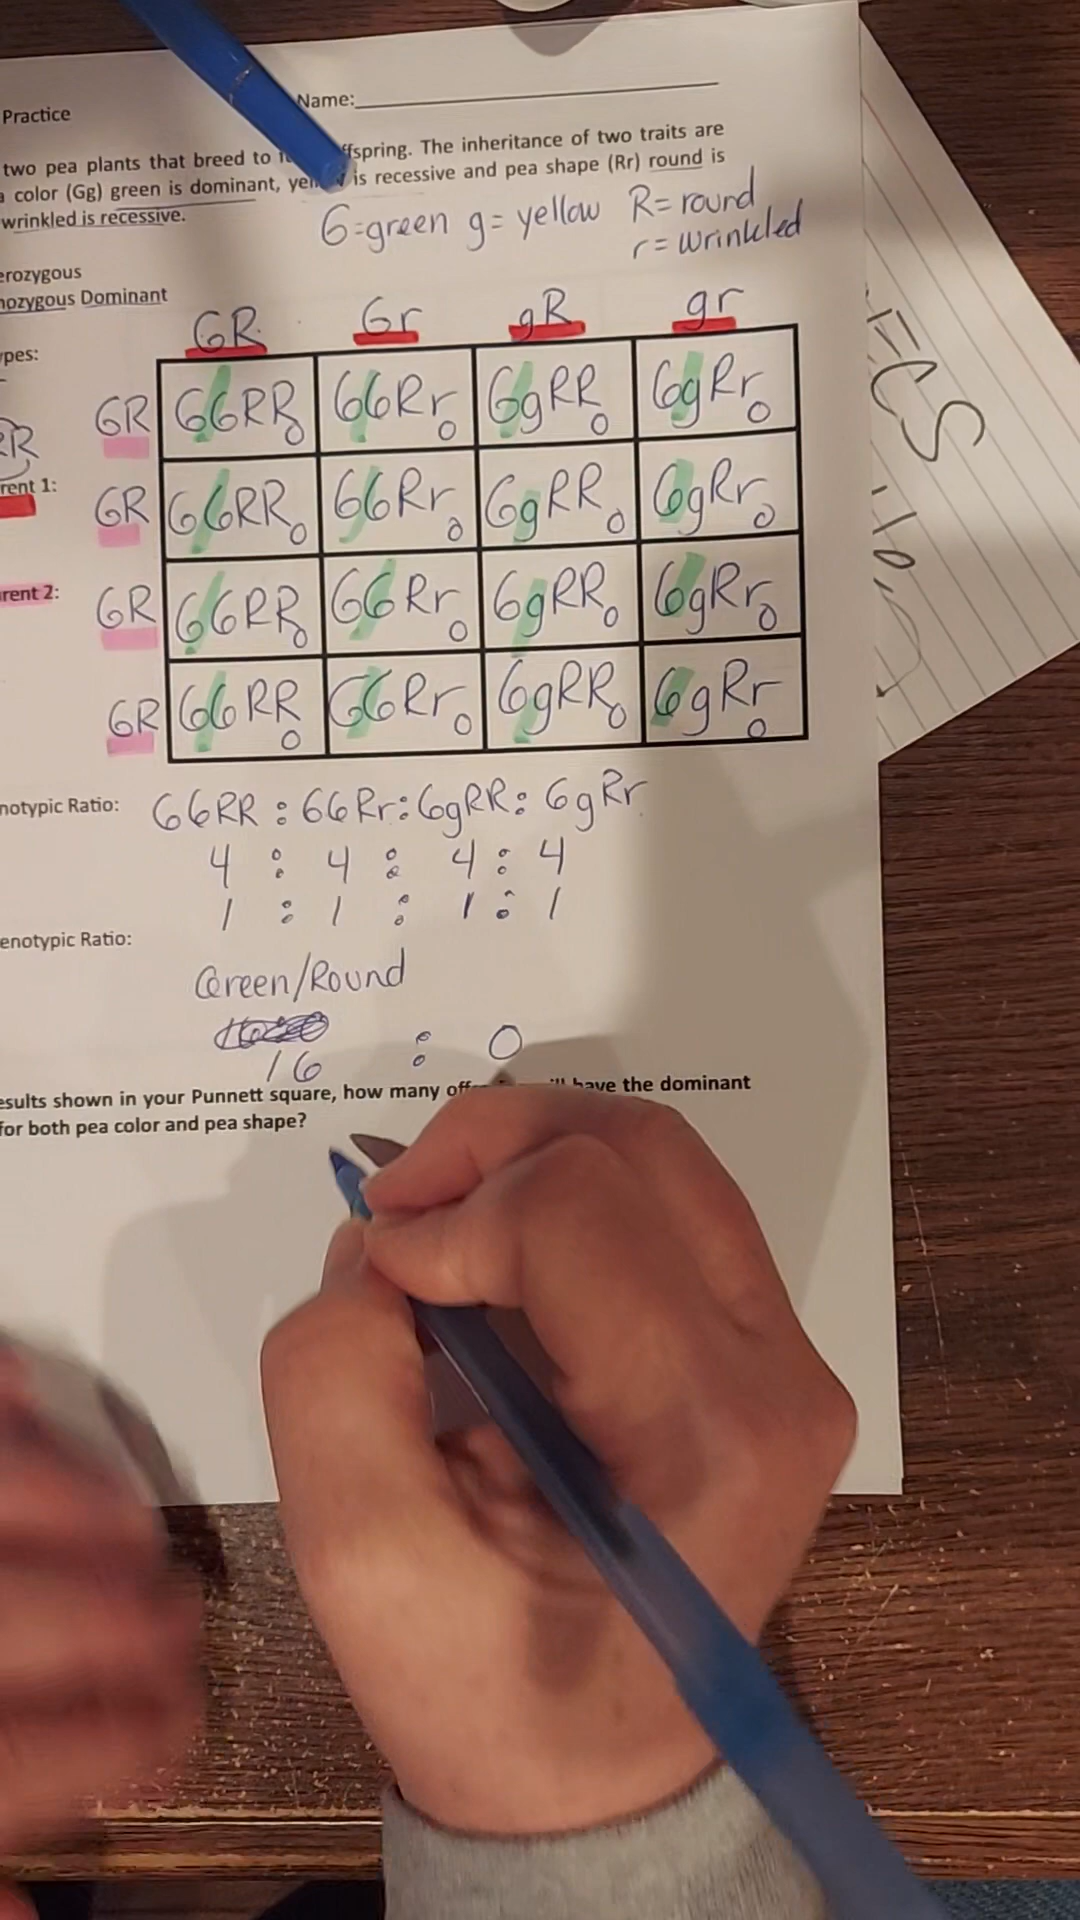 Practice
Name:
two pea plants that breed to ffspring. The inheritance of two traits are
color (Gg) green is dominant, is recessive and pea shape (Rr) round is
wrinkled is recessive.
G=green g= yellow R= round
r= wrinkled
erozygous
nozygous Dominant
GR Gr gR gr
ypes:
GR GGRR GGRr GgRR GgRr
RR
rent 1:
GR GGRR GGRr GgRR GgRr
rent 2:
GR GGRR GGRr GgRR GgRr
GR GGRR GGRr GgRR GgRr
notypic Ratio: GGRR : GGRr : GgRR : GgRr
4 : 4 : 4 : 4
1 : 1 : 1 : 1
enotypic Ratio:
Green/Round
16 : 0
esults shown in your Punnett square, how many off have the dominant
for both pea color and pea shape?